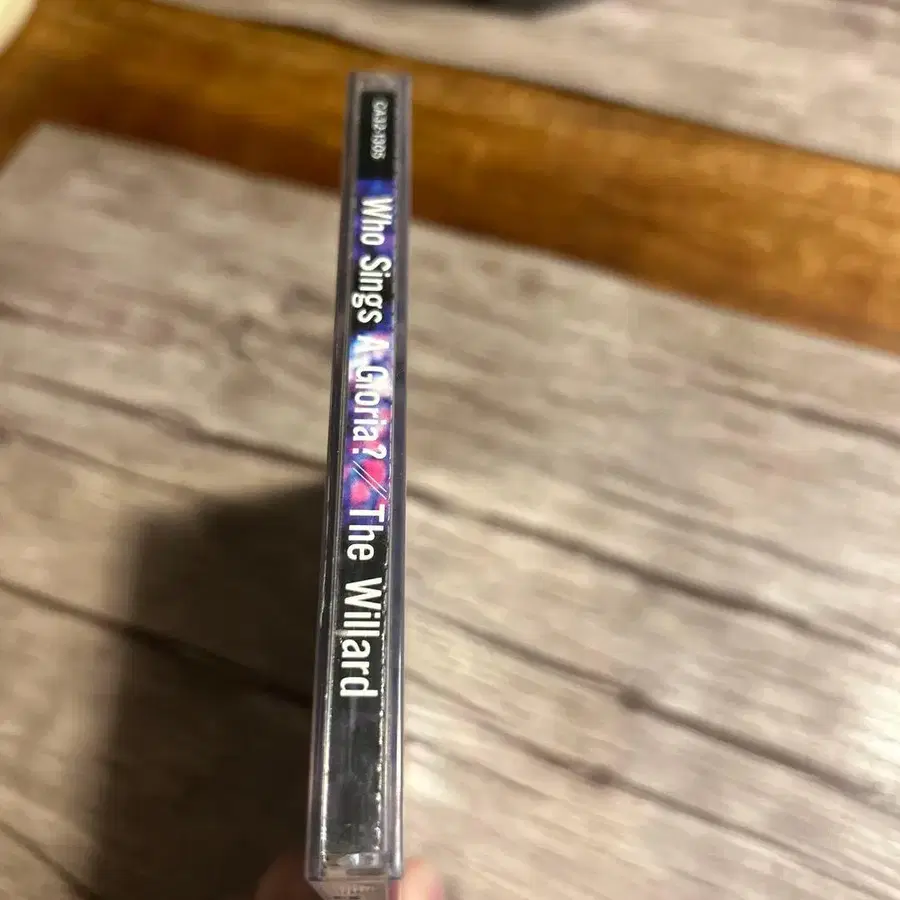 CA32-1305
Who Sings A Gloria? // The Willard